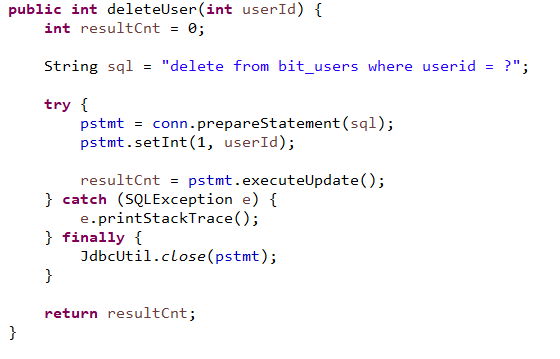 public int deleteUser(int userId) {
    int resultCnt = 0;

    String sql = "delete from bit_users where userid = ?";

    try {
        pstmt = conn.prepareStatement(sql);
        pstmt.setInt(1, userId);

        resultCnt = pstmt.executeUpdate();
    } catch (SQLException e) {
        e.printStackTrace();
    } finally {
        JdbcUtil.close(pstmt);
    }

    return resultCnt;
}